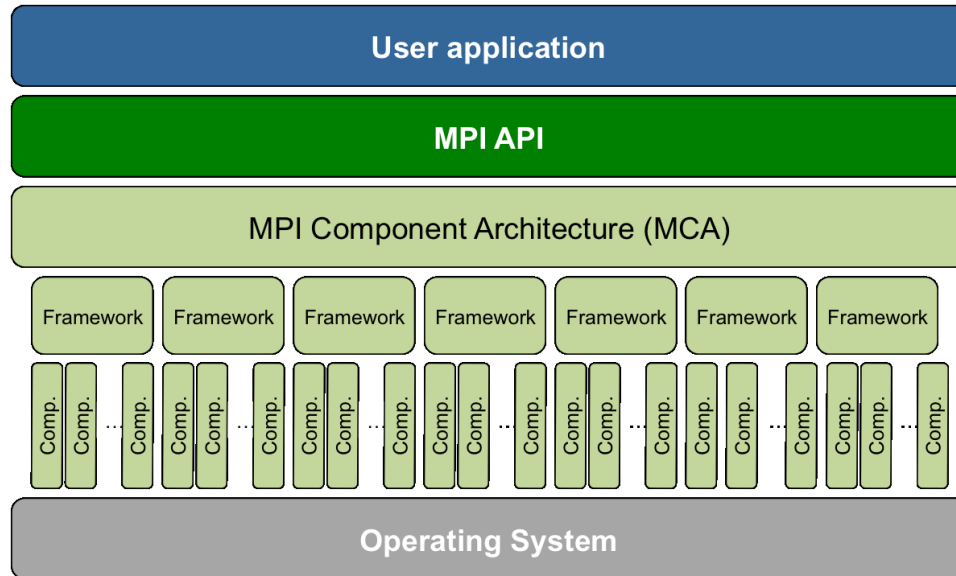 User application
MPI API
MPI Component Architecture (MCA)
Framework Framework Framework Framework Framework Framework Framework
Comp. Comp. ... Comp. Comp. Comp. ... Comp. Comp. Comp. ... Comp. Comp. Comp. ... Comp. Comp. Comp. ... Comp. Comp. Comp. ... Comp. Comp. Comp. ... Comp.
Operating System